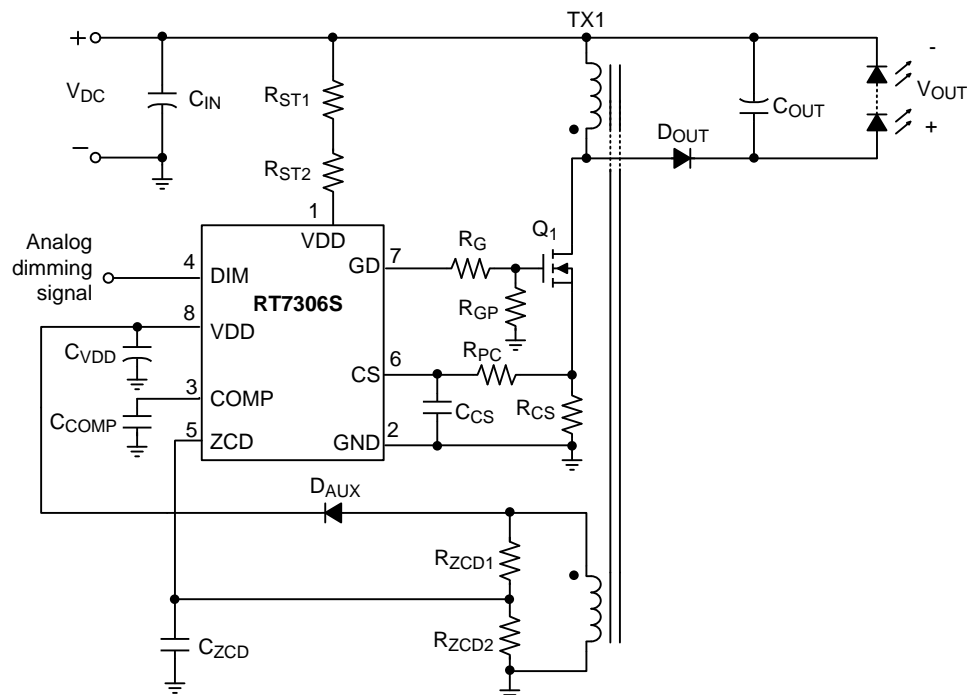 TX1
+
V_DC
C_IN
−
R_ST1
R_ST2
D_OUT
C_OUT
-
V_OUT
+
1
VDD
Analog
dimming
signal
4
DIM
GD
7
R_G
Q_1
RT7306S
8
VDD
R_GP
C_VDD
6
CS
R_PC
3
COMP
C_COMP
C_CS
R_CS
5
ZCD
GND
2
D_AUX
R_ZCD1
R_ZCD2
C_ZCD